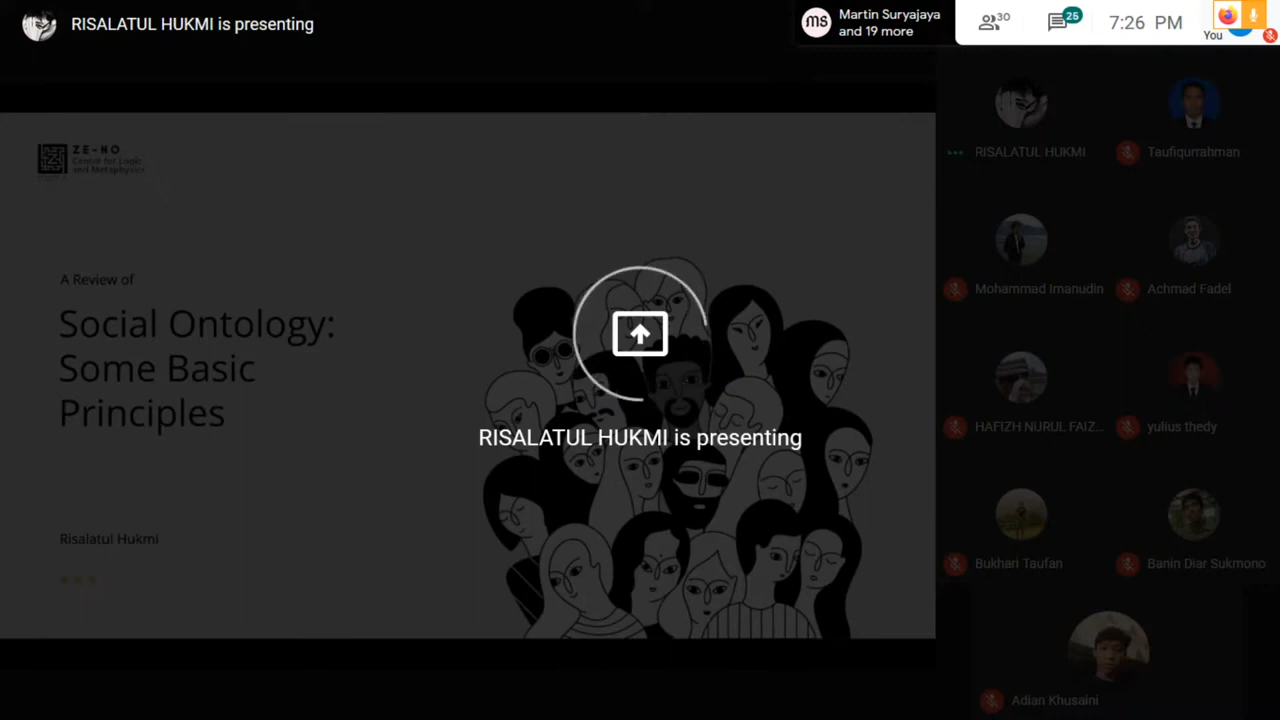 RISALATUL HUKMI is presenting
MS
Martin Suryajaya
and 19 more
30
25
7:26 PM
You
ZE-NO
Centre for Logic
and Metaphysics
A Review of
Social Ontology:
Some Basic
Principles
Risalatul Hukmi
RISALATUL HUKMI is presenting
RISALATUL HUKMI
Taufiqurrahman
Mohammad Imanudin
Achmad Fadel
HAFIZH NURUL FAIZ...
yulius thedy
Bukhari Taufan
Banin Diar Sukmono
Adian Khusaini